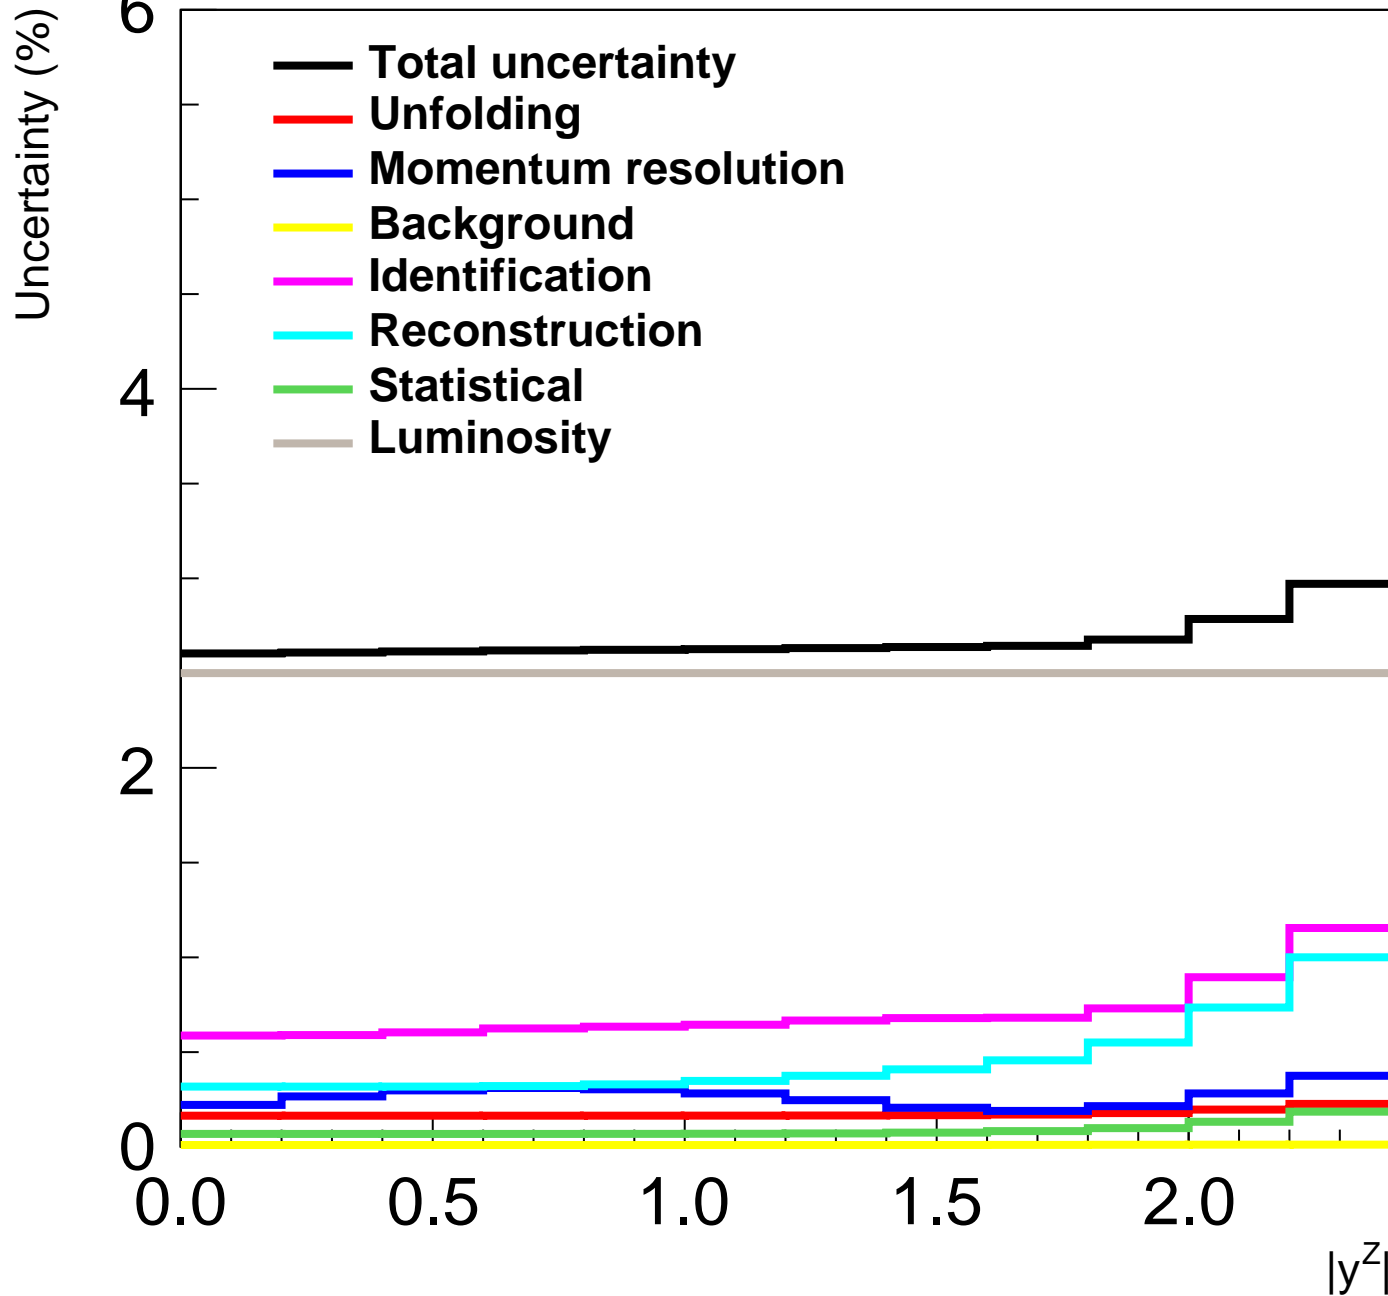 6
Uncertainty (%)
Total uncertainty
Unfolding
Momentum resolution
Background
Identification
Reconstruction
Statistical
Luminosity
4
2
0
0.0 0.5 1.0 1.5 2.0
|y^Z|